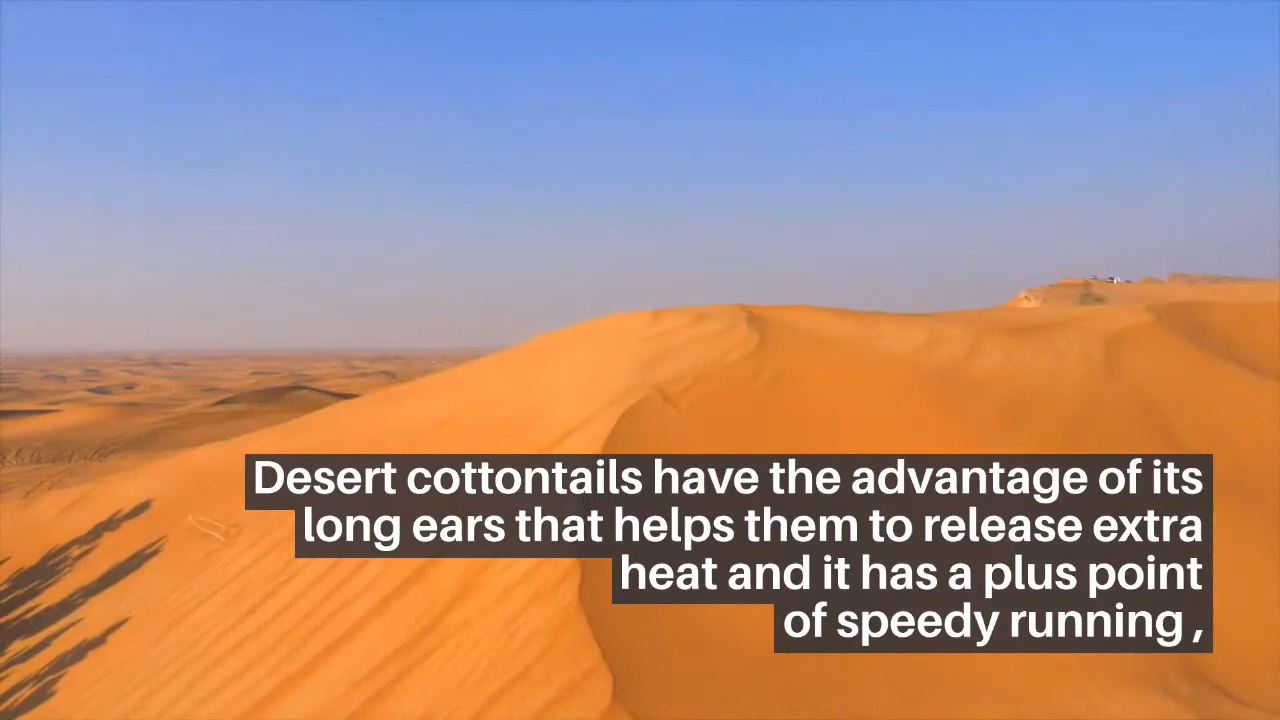 Desert cottontails have the advantage of its
long ears that helps them to release extra
heat and it has a plus point
of speedy running ,